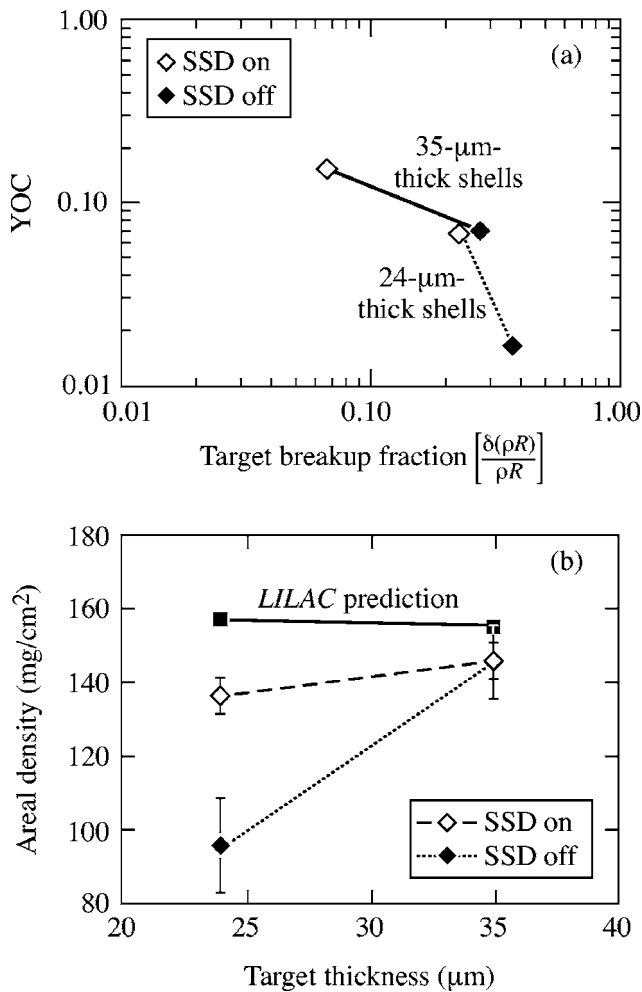 (a)
SSD on
SSD off
1.00
0.10
0.01
YOC
35-μm-
thick shells
24-μm-
thick shells
0.01 0.10 1.00
Target breakup fraction [δ(ρR)/ρR]
(b)
180
160
140
120
100
80
Areal density (mg/cm²)
LILAC prediction
SSD on
SSD off
20 25 30 35 40
Target thickness (μm)